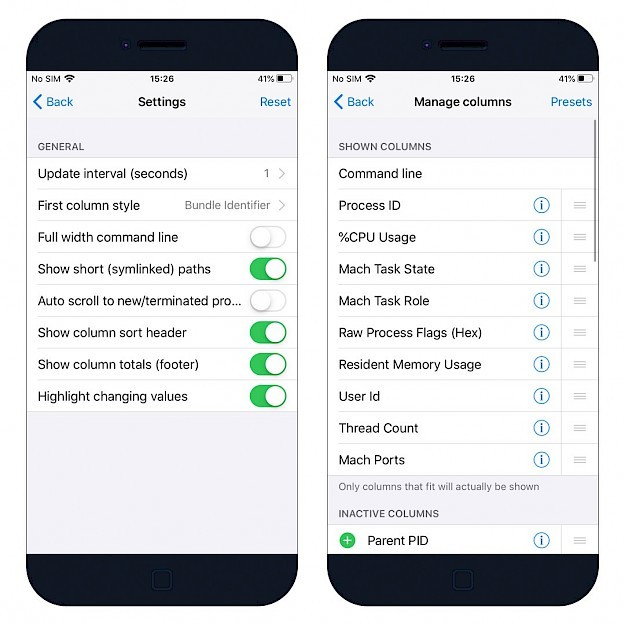 No SIM 15:26 41%
Back Settings Reset
GENERAL
Update interval (seconds) 1
First column style Bundle Identifier
Full width command line
Show short (symlinked) paths
Auto scroll to new/terminated pro...
Show column sort header
Show column totals (footer)
Highlight changing values
No SIM 15:26 41%
Back Manage columns Presets
SHOWN COLUMNS
Command line
Process ID
%CPU Usage
Mach Task State
Mach Task Role
Raw Process Flags (Hex)
Resident Memory Usage
User Id
Thread Count
Mach Ports
Only columns that fit will actually be shown
INACTIVE COLUMNS
Parent PID